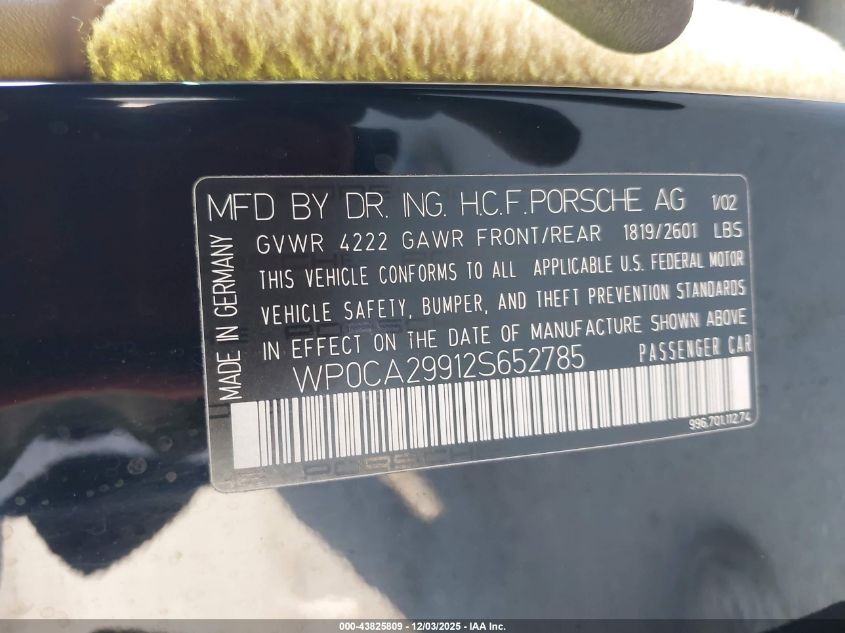 MFD BY DR. ING. H.C.F. PORSCHE AG 1/02
GVWR 4222 GAWR FRONT/REAR 1819/2601 LBS
THIS VEHICLE CONFORMS TO ALL APPLICABLE U.S. FEDERAL MOTOR
VEHICLE SAFETY, BUMPER, AND THEFT PREVENTION STANDARDS
IN EFFECT ON THE DATE OF MANUFACTURE SHOWN ABOVE
WP0CA29912S652785 PASSENGER CAR
MADE IN GERMANY
996.701.112.74
000-43825809 - 12/03/2025 - IAA Inc.